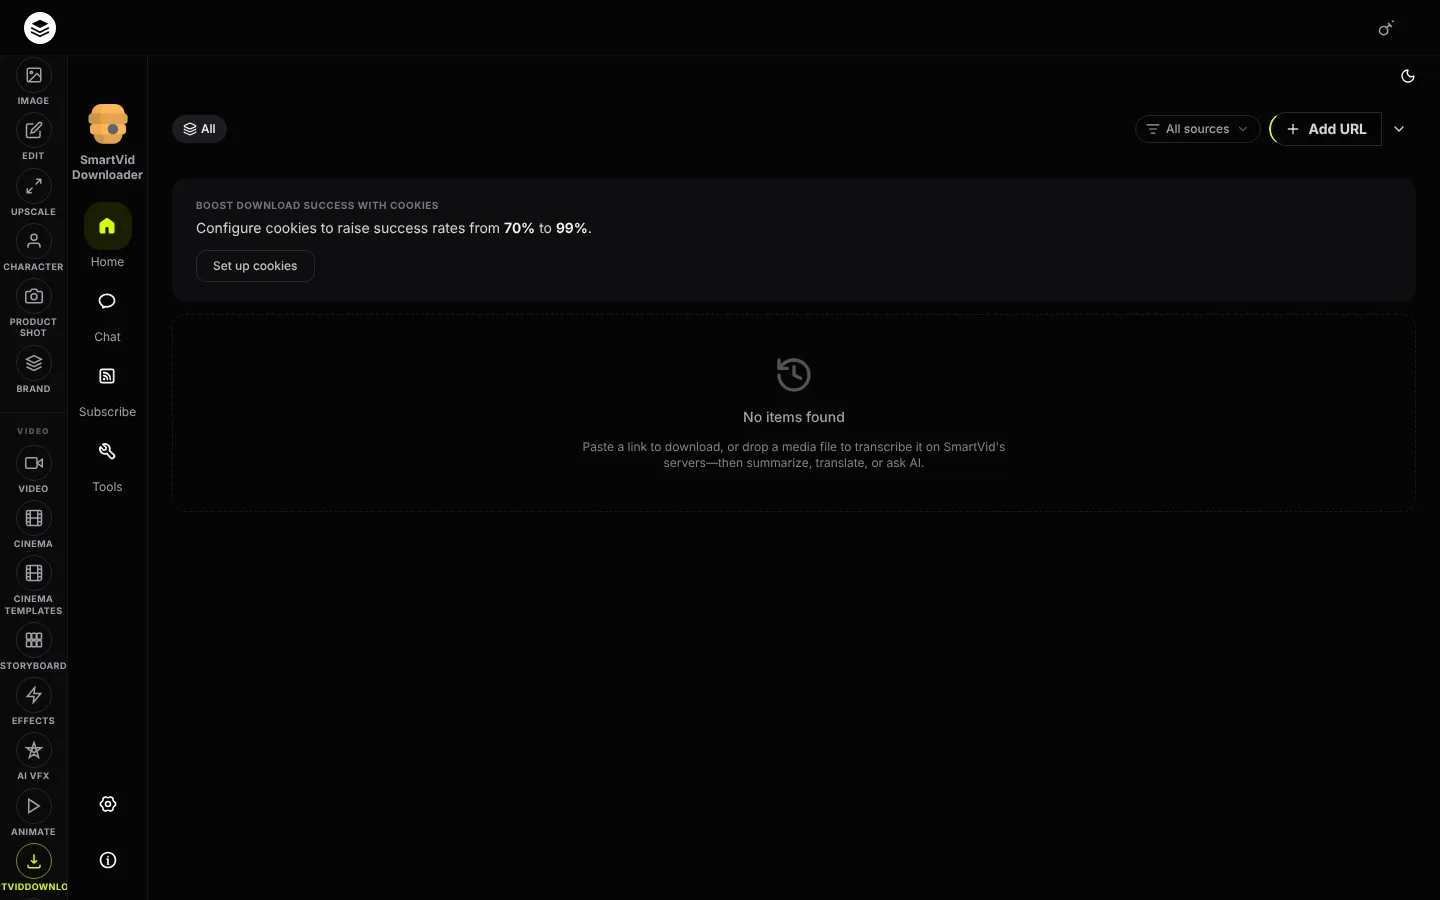 IMAGE
EDIT
UPSCALE
CHARACTER
PRODUCT
SHOT
BRAND
VIDEO
VIDEO
CINEMA
CINEMA
TEMPLATES
STORYBOARD
EFFECTS
AI VFX
ANIMATE
TVIDDOWNLO
SmartVid
Downloader
Home
Chat
Subscribe
Tools
All
All sources
Add URL
BOOST DOWNLOAD SUCCESS WITH COOKIES
Configure cookies to raise success rates from 70% to 99%.
Set up cookies
No items found
Paste a link to download, or drop a media file to transcribe it on SmartVid's
servers—then summarize, translate, or ask AI.